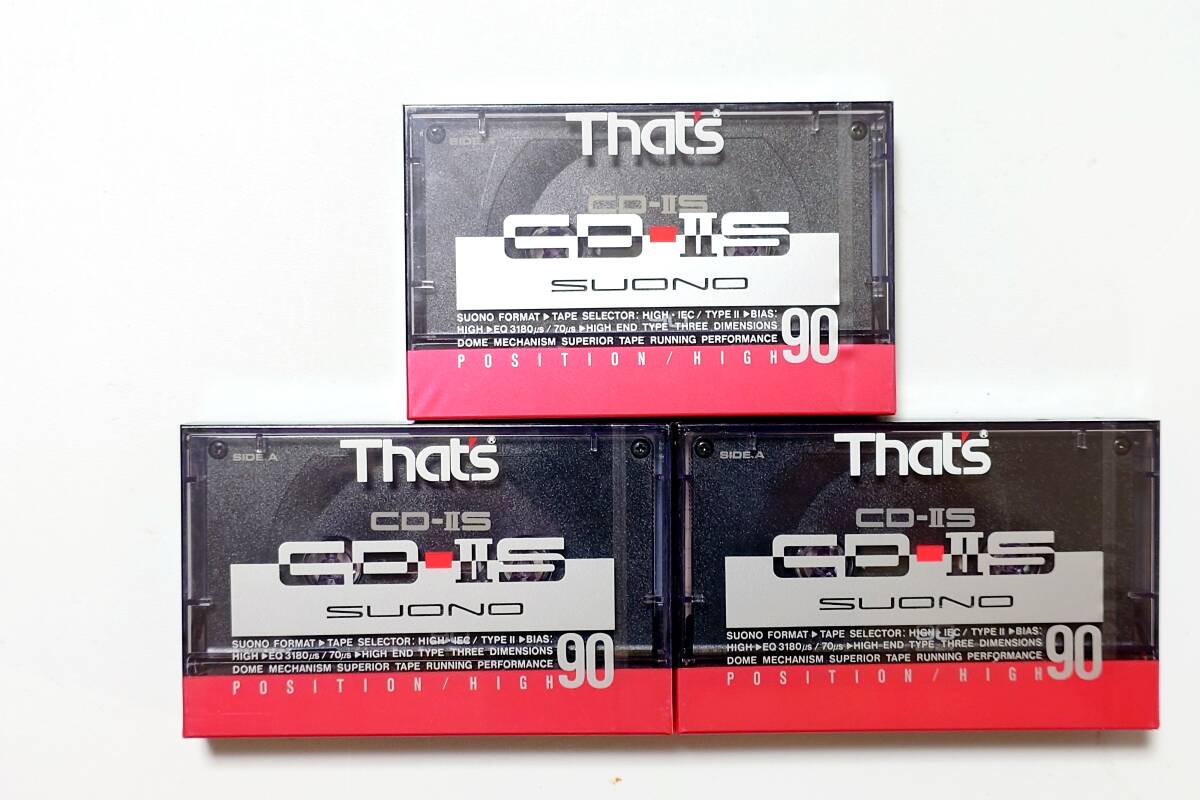 That's®
SIDE.A
CD-IIS
CD-IIS
SUONO
SUONO FORMAT ▶ TAPE SELECTOR: HIGH・IEC / TYPE II ▶ BIAS:
HIGH ▶ EQ 3180μs / 70μs ▶ HIGH END TYPE THREE DIMENSIONS
DOME MECHANISM SUPERIOR TAPE RUNNING PERFORMANCE
90
POSITION/HIGH
That's®
SIDE.A
CD-IIS
CD-IIS
SUONO
SUONO FORMAT ▶ TAPE SELECTOR: HIGH・IEC / TYPE II ▶ BIAS:
HIGH ▶ EQ 3180μs / 70μs ▶ HIGH END TYPE THREE DIMENSIONS
DOME MECHANISM SUPERIOR TAPE RUNNING PERFORMANCE
90
POSITION/HIGH
That's®
SIDE.A
CD-IIS
CD-IIS
SUONO
SUONO FORMAT ▶ TAPE SELECTOR: HIGH・IEC / TYPE II ▶ BIAS:
HIGH ▶ EQ 3180μs / 70μs ▶ HIGH END TYPE THREE DIMENSIONS
DOME MECHANISM SUPERIOR TAPE RUNNING PERFORMANCE
90
POSITION/HIGH